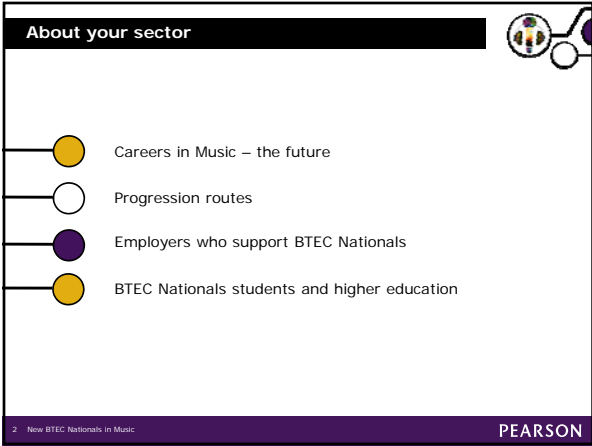 About your sector
Careers in Music – the future
Progression routes
Employers who support BTEC Nationals
BTEC Nationals students and higher education
2 New BTEC Nationals in Music
PEARSON